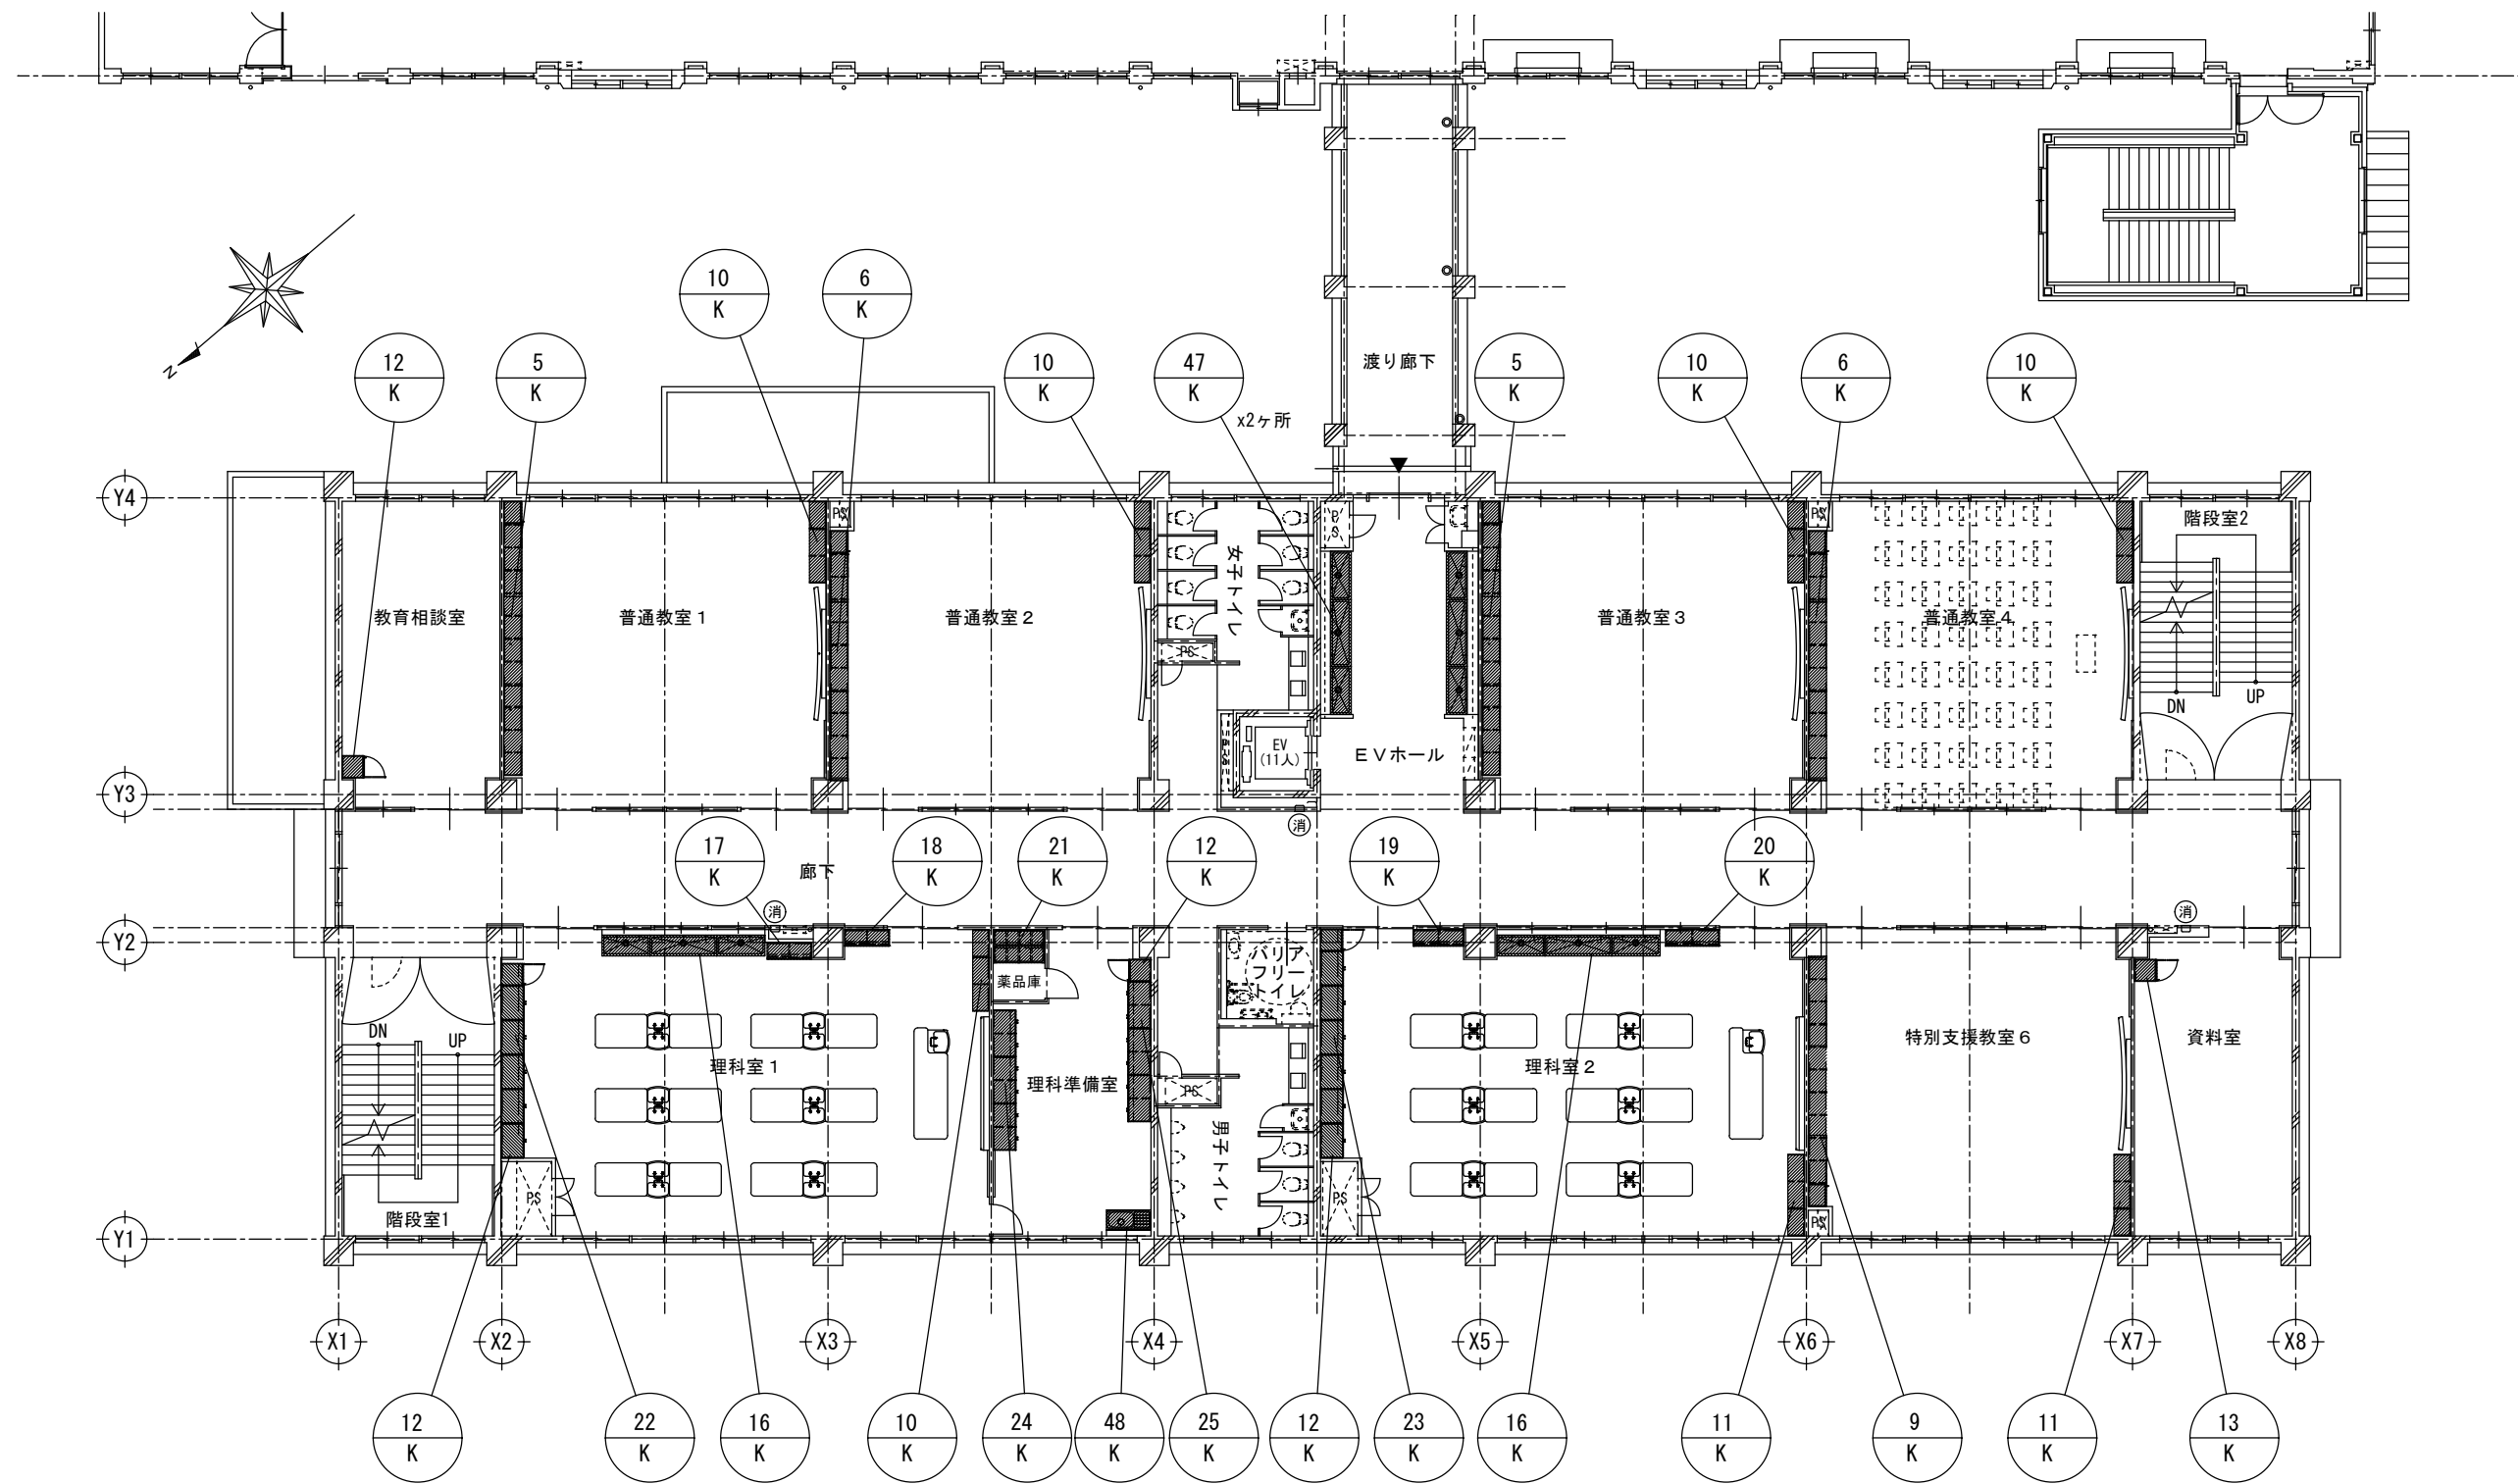 10
K
6
K
12
K
5
K
10
K
47
K
x2ヶ所
渡り廊下
5
K
10
K
6
K
10
K
N
Y4
PS
P
S
PS
階段室2
教育相談室
普通教室1
普通教室2
女子トイレ
普通教室3
普通教室4
PS
DN
UP
EV
(11人)
EVホール
Y3
消
17
K
廊下
18
K
21
K
12
K
19
K
20
K
消
消
Y2
バリア
フリー
トイレ
薬品庫
DN
UP
理科室1
理科準備室
理科室2
特別支援教室6
資料室
PS
男子トイレ
PS
PS
PS
階段室1
Y1
X1
X2
X3
X4
X5
X6
X7
X8
12
K
22
K
16
K
10
K
24
K
48
K
25
K
12
K
23
K
16
K
11
K
9
K
11
K
13
K